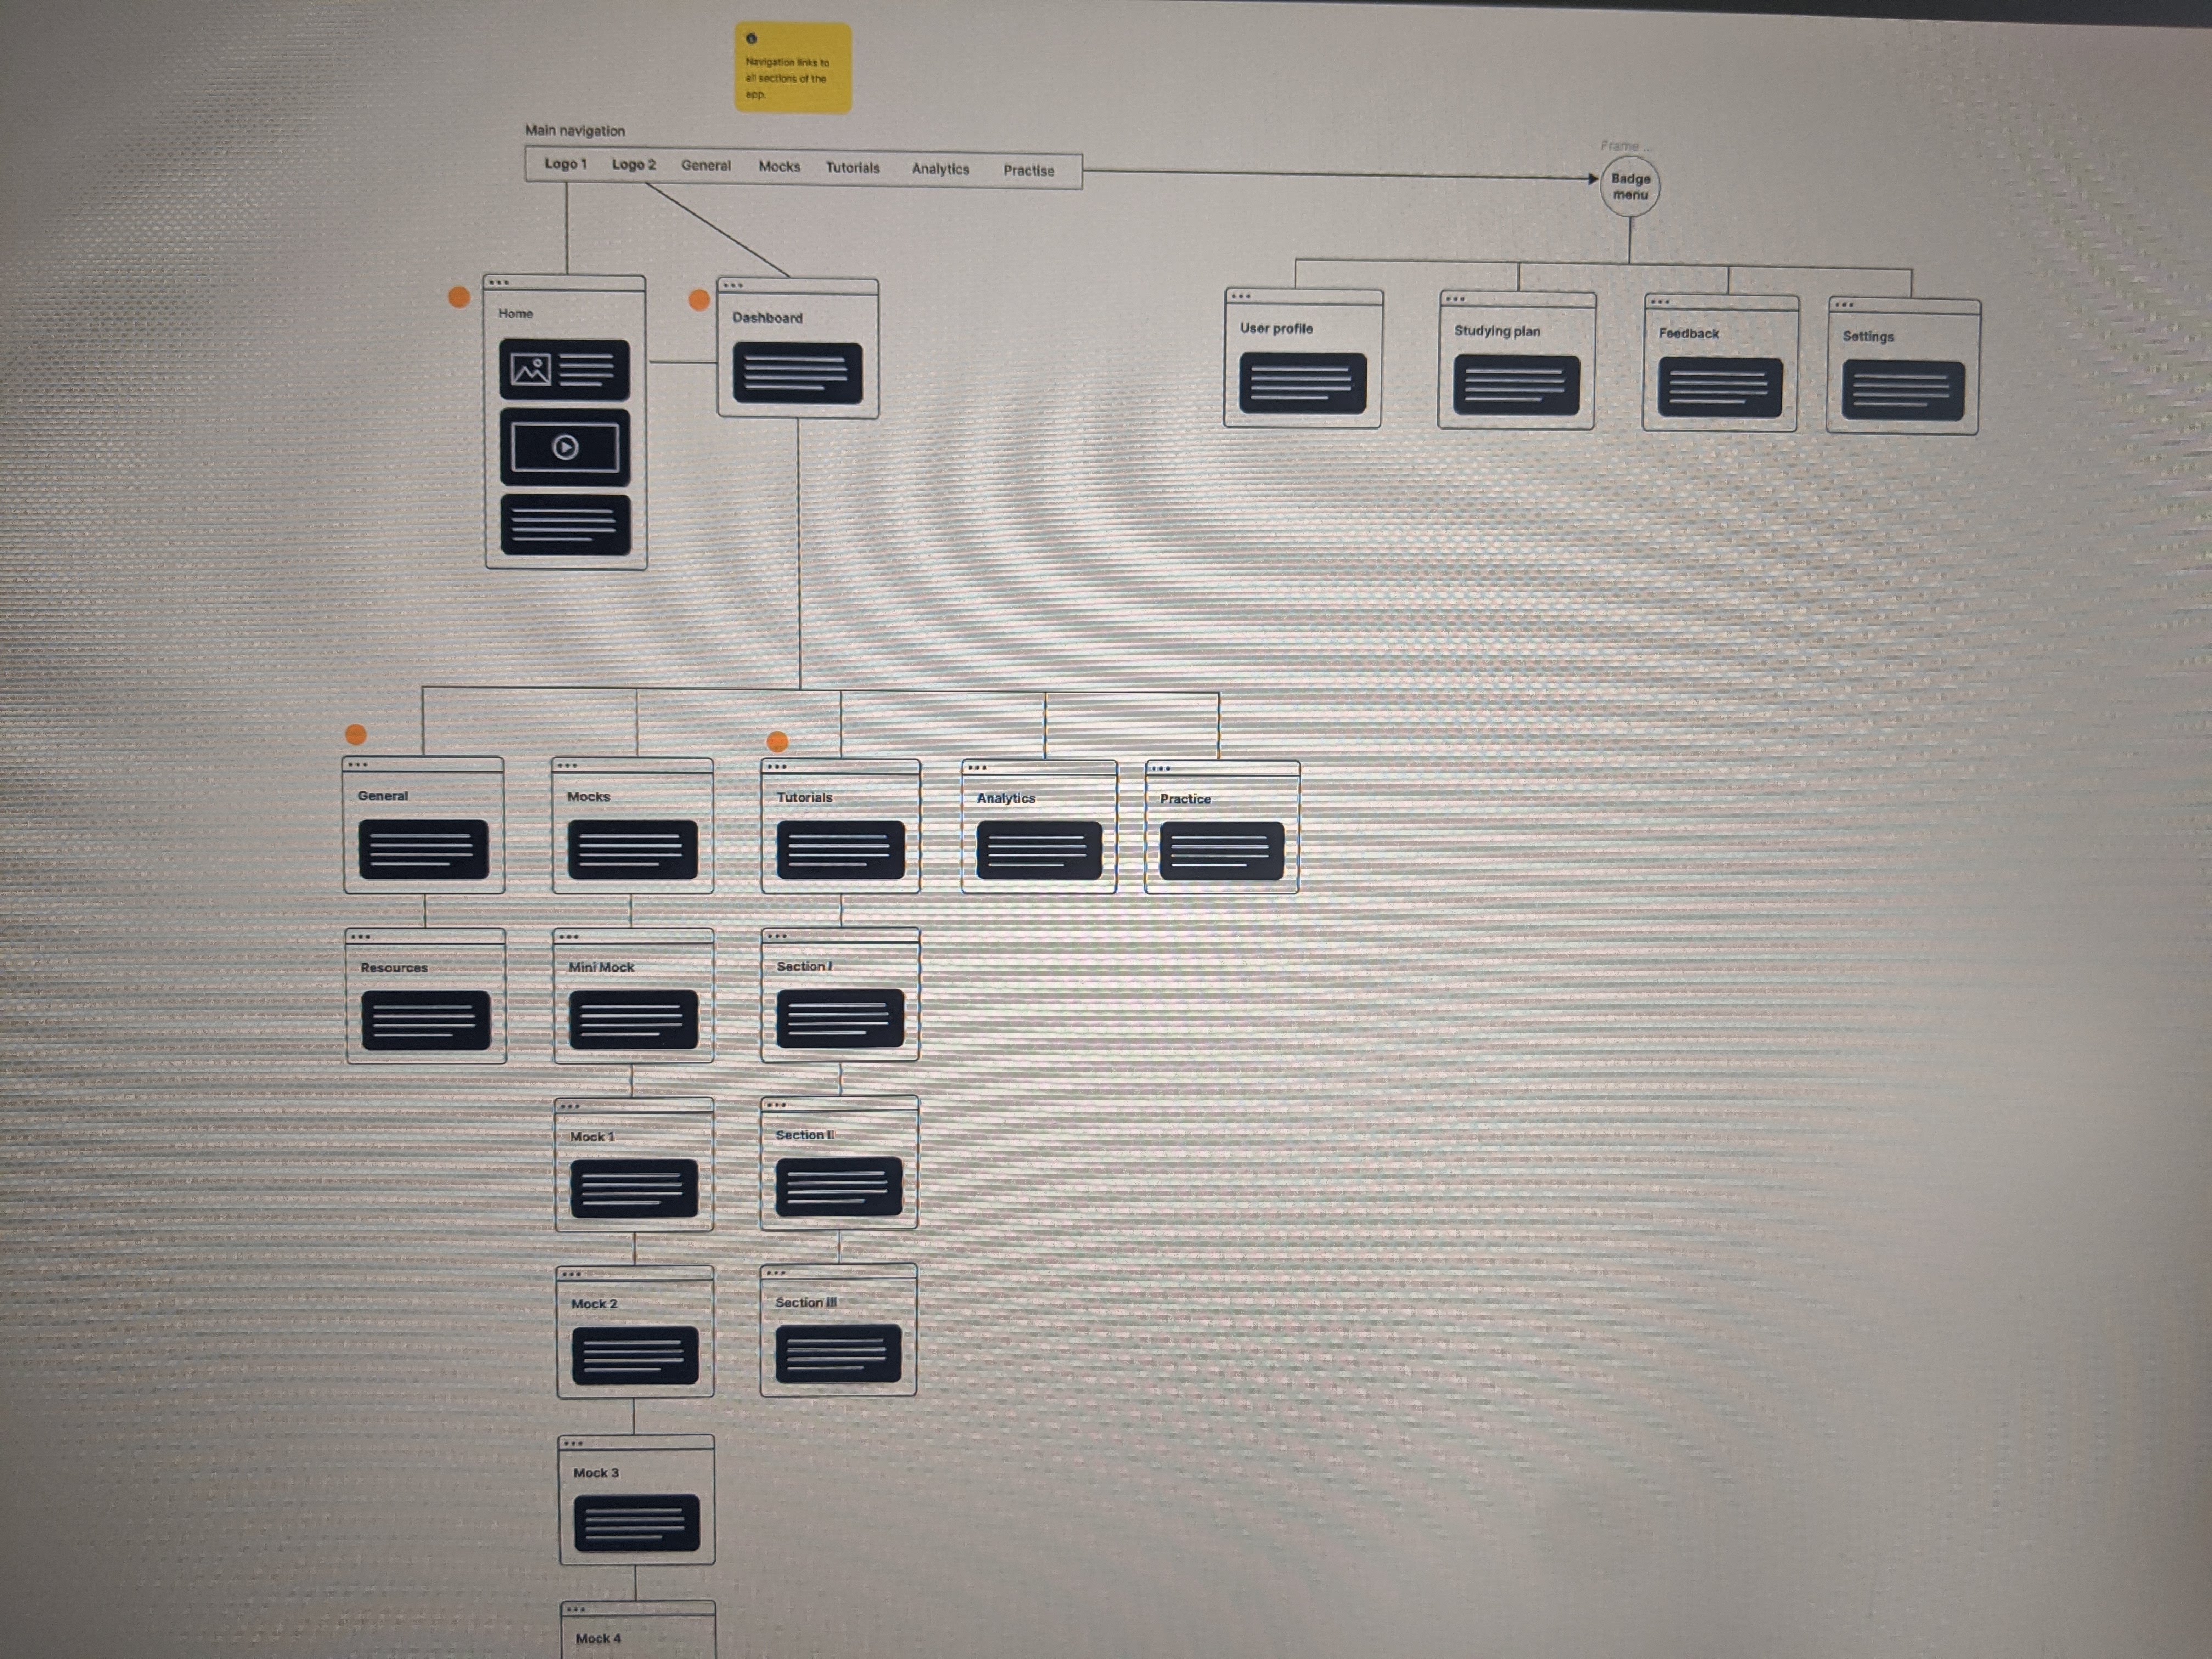 Navigation links to
all sections of the
app.
Main navigation
Logo 1 Logo 2 General Mocks Tutorials Analytics Practise
Frame ...
Badge
menu
Home
Dashboard
User profile
Studying plan
Feedback
Settings
General
Mocks
Tutorials
Analytics
Practice
Resources
Mini Mock
Section I
Mock 1
Section II
Mock 2
Section III
Mock 3
Mock 4